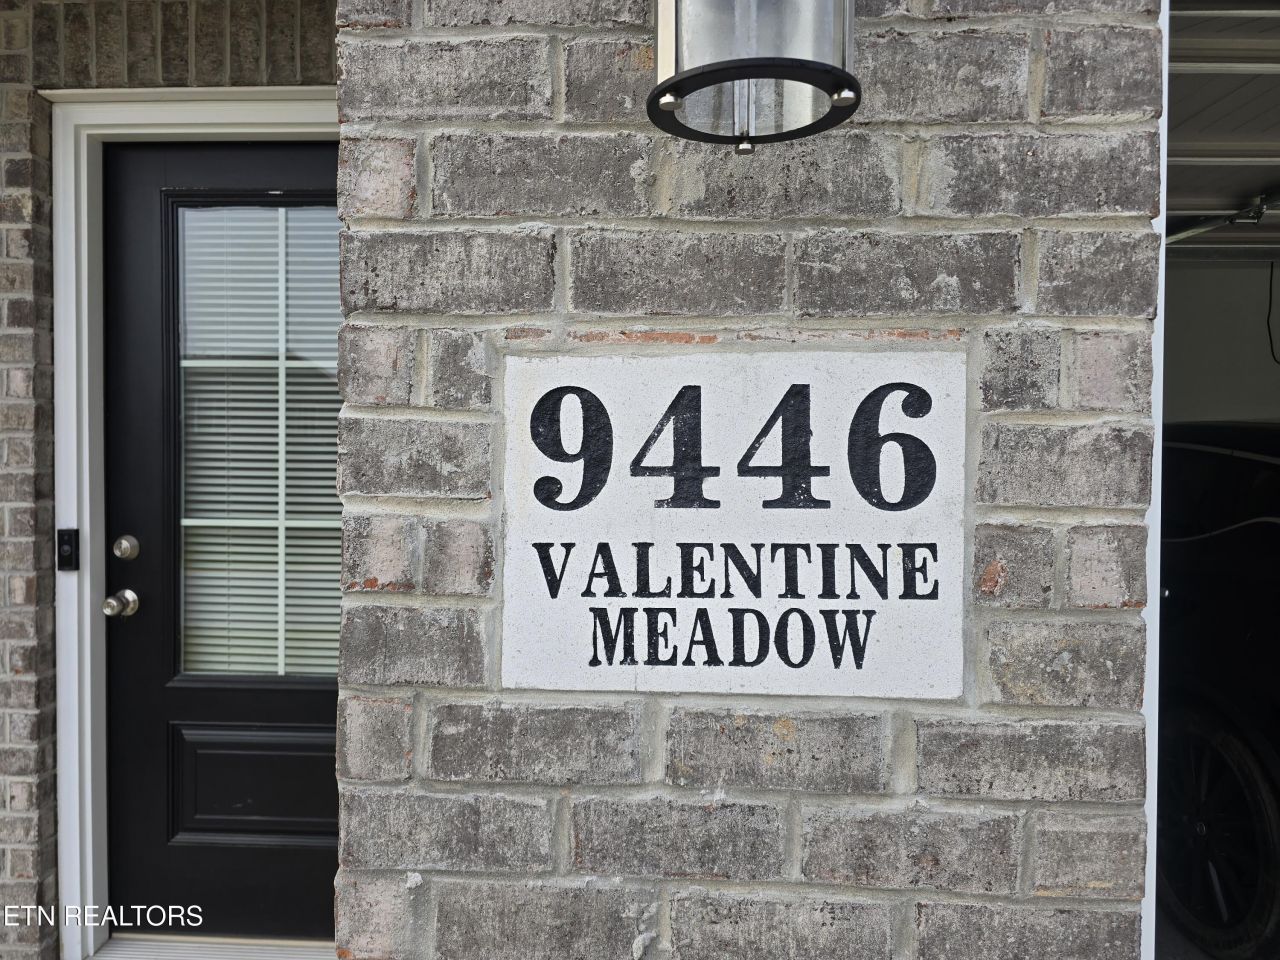 9446
VALENTINE
MEADOW
ETN REALTORS